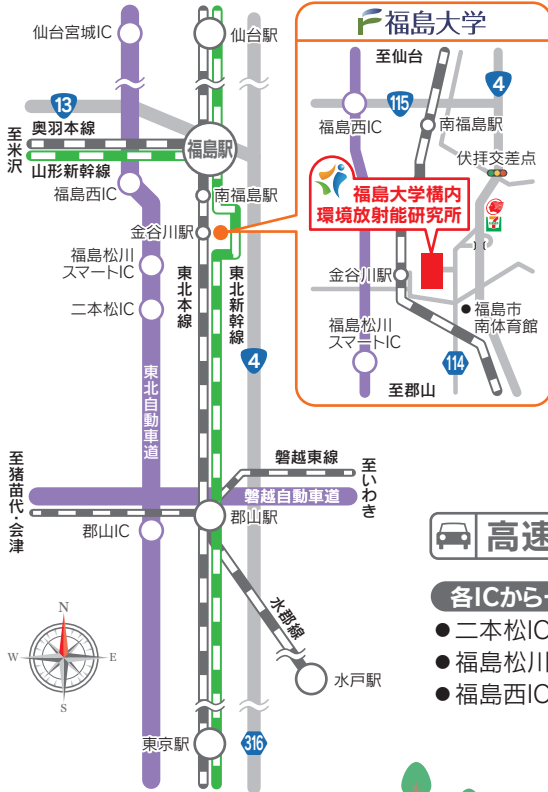 仙台宮城IC
仙台駅
13
奥羽本線
至米沢
山形新幹線
福島駅
福島西IC
南福島駅
金谷川駅
福島松川
スマートIC
二本松IC
東北本線
東北新幹線
4
東北自動車道
磐越東線
至いわき
磐越自動車道
至猪苗代・会津
郡山IC
郡山駅
水郡線
水戸駅
東京駅
316
N
W
E
S
福島大学
至仙台
4
115
福島西IC
南福島駅
伏拝交差点
福島大学構内
環境放射能研究所
7
金谷川駅
福島松川
スマートIC
●福島市
南体育館
114
至郡山
高速
各ICから
●二本松IC
●福島松川
●福島西IC